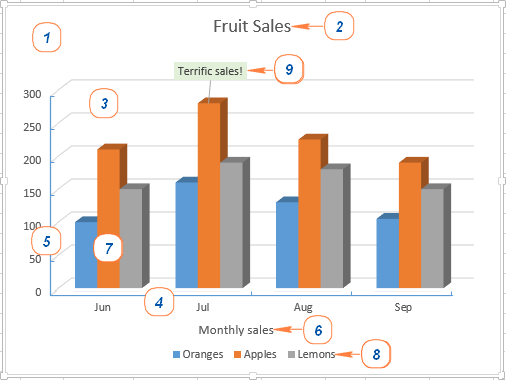 1
Fruit Sales
2
Terrific sales!
9
3
300
250
200
150
100
50
0
5
7
4
Jun
Jul
Aug
Sep
Monthly sales
6
Oranges Apples Lemons
8